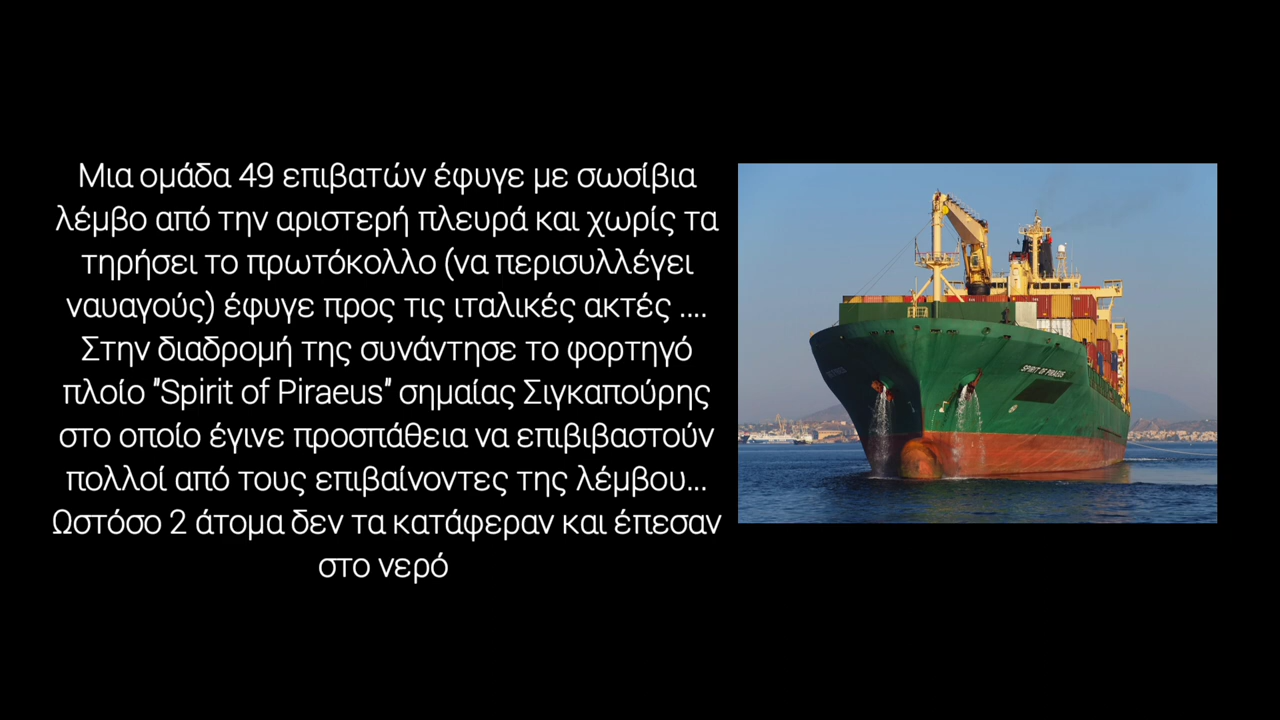 Μια ομάδα 49 επιβατών έφυγε με σωσίβια
λέμβο από την αριστερή πλευρά και χωρίς τα
τηρήσει το πρωτόκολλο (να περισυλλέγει
ναυαγούς) έφυγε προς τις ιταλικές ακτές ....
Στην διαδρομή της συνάντησε το φορτηγό
πλοίο "Spirit of Piraeus" σημαίας Σιγκαπούρης
στο οποίο έγινε προσπάθεια να επιβιβαστούν
πολλοί από τους επιβαίνοντες της λέμβου...
Ωστόσο 2 άτομα δεν τα κατάφεραν και έπεσαν
στο νερό
SPIRIT OF PIRAEUS